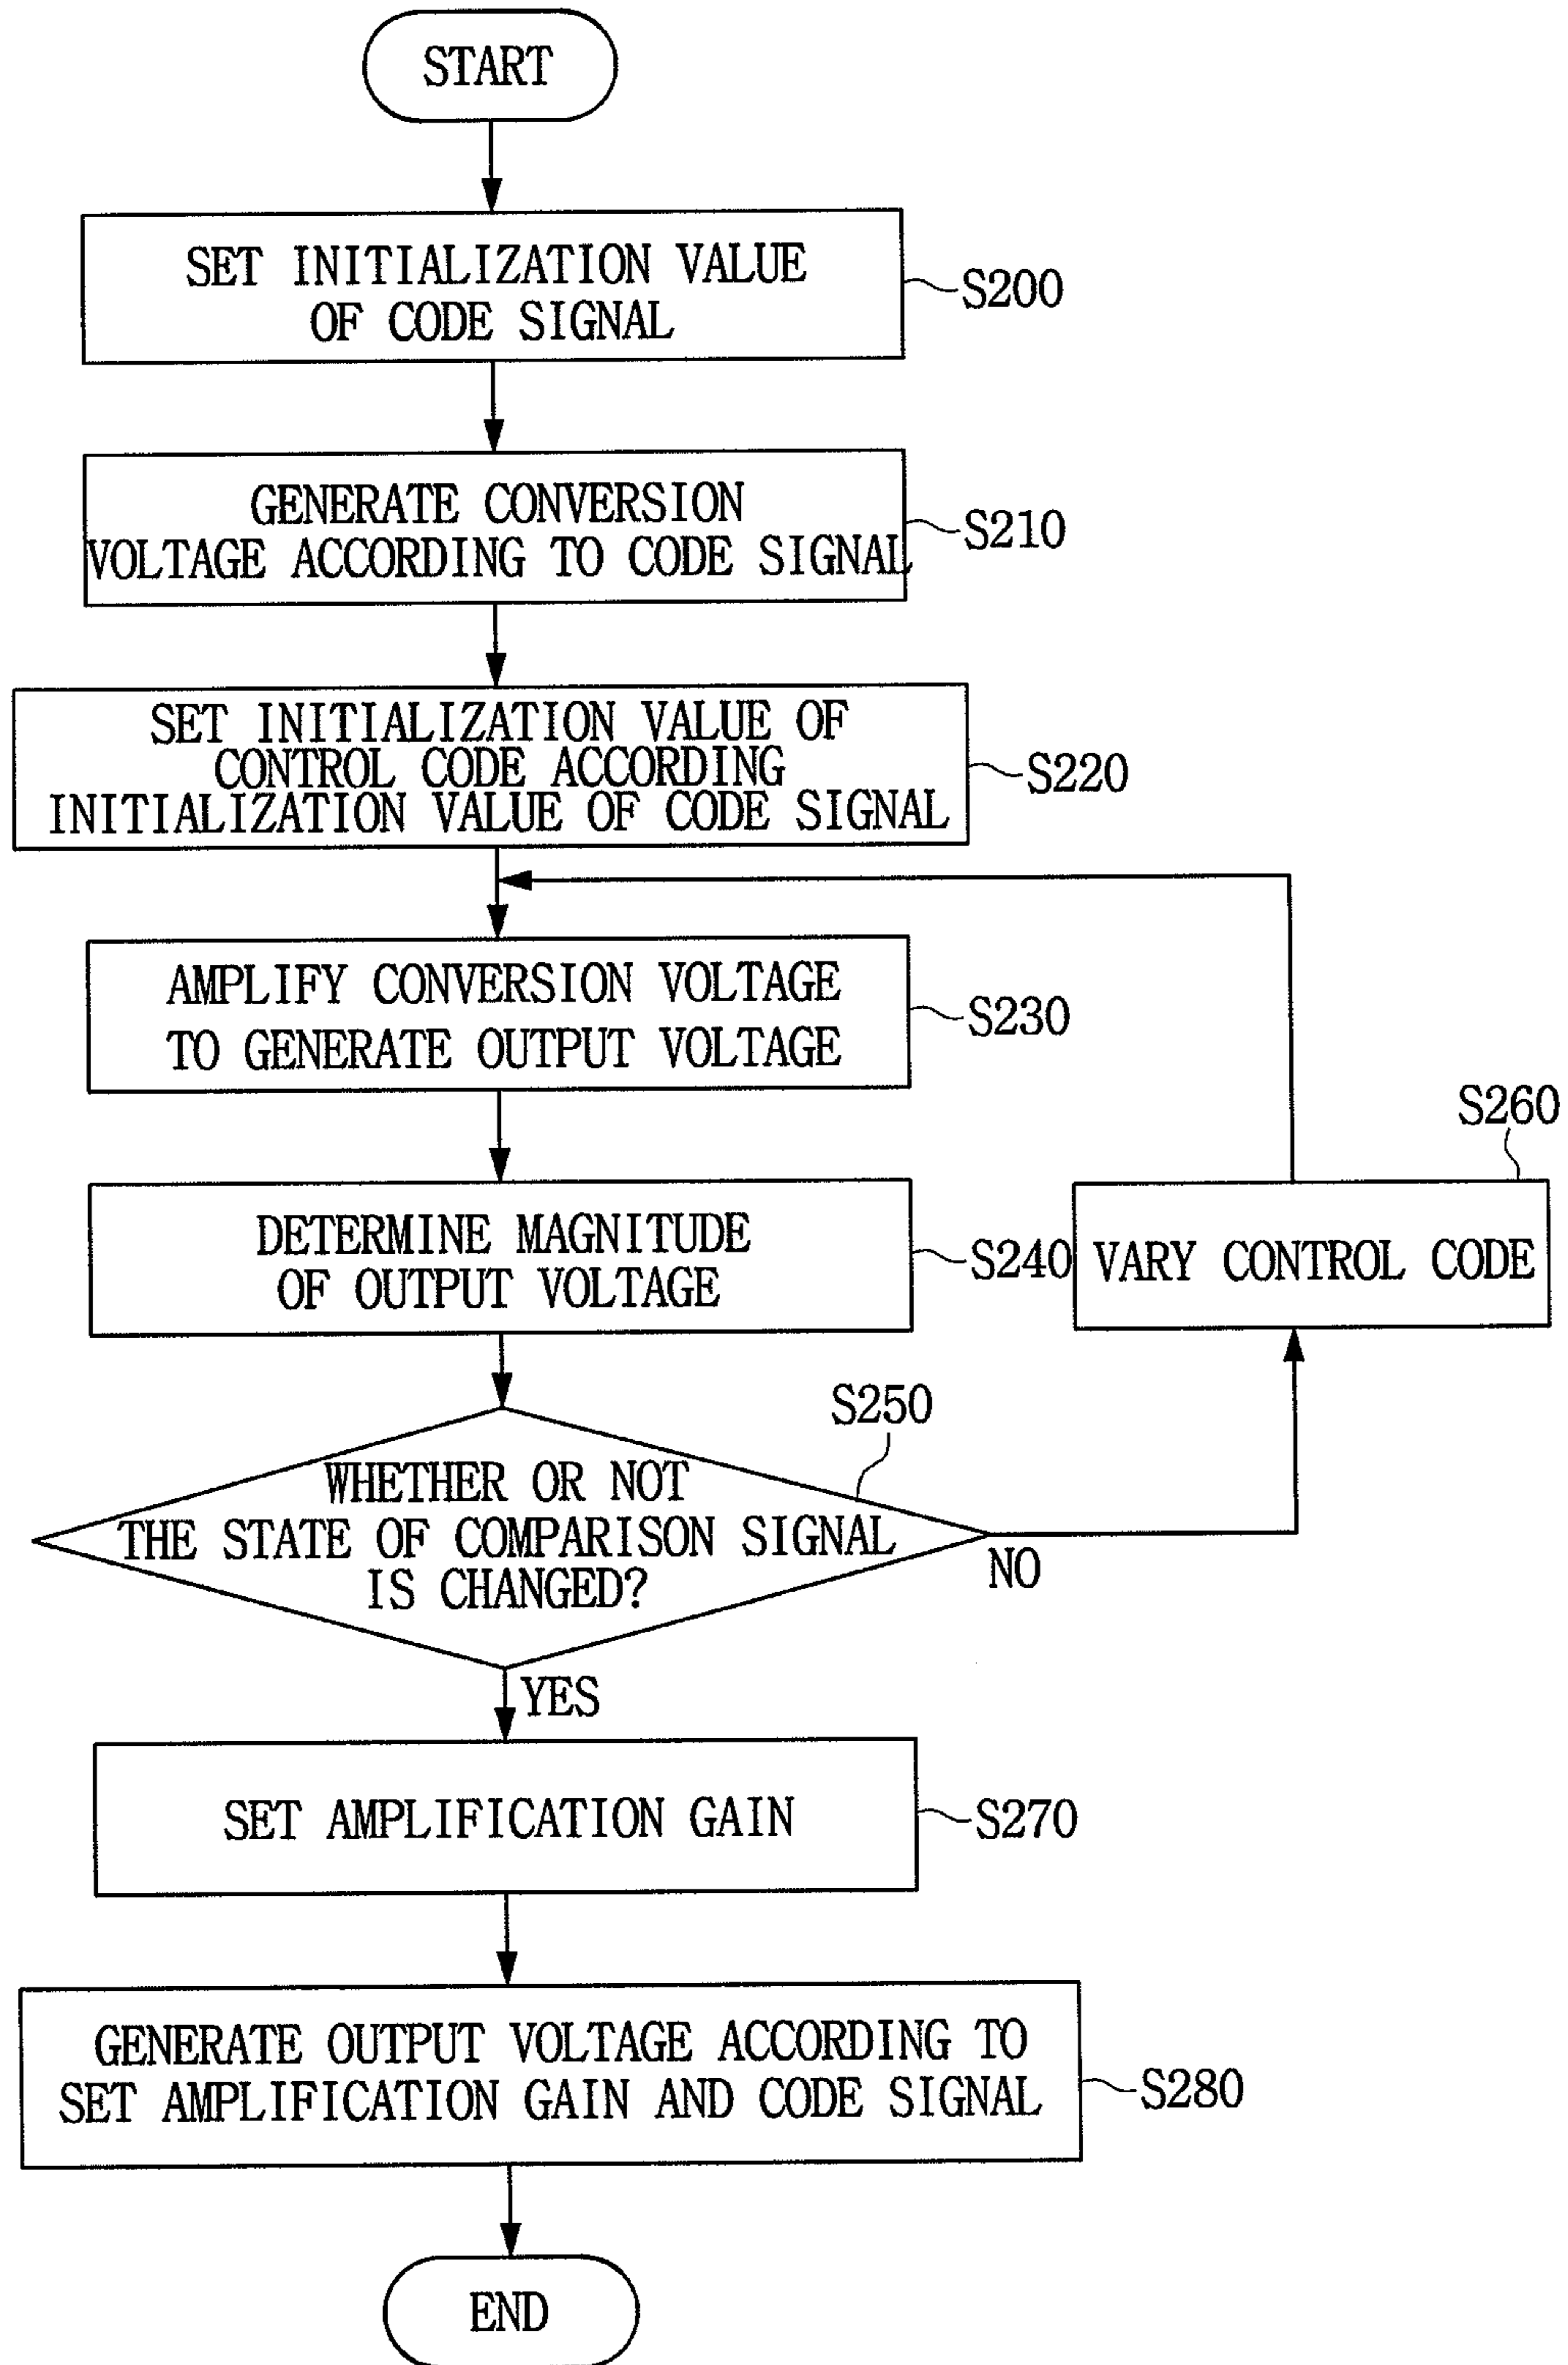 START
SET INITIALIZATION VALUE
OF CODE SIGNAL
S200
GENERATE CONVERSION
VOLTAGE ACCORDING TO CODE SIGNAL
S210
SET INITIALIZATION VALUE OF
CONTROL CODE ACCORDING
INITIALIZATION VALUE OF CODE SIGNAL
S220
AMPLIFY CONVERSION VOLTAGE
TO GENERATE OUTPUT VOLTAGE
S230
DETERMINE MAGNITUDE
OF OUTPUT VOLTAGE
S240
S260
VARY CONTROL CODE
S250
WHETHER OR NOT
THE STATE OF COMPARISON SIGNAL
IS CHANGED?
NO
YES
SET AMPLIFICATION GAIN
S270
GENERATE OUTPUT VOLTAGE ACCORDING TO
SET AMPLIFICATION GAIN AND CODE SIGNAL
S280
END